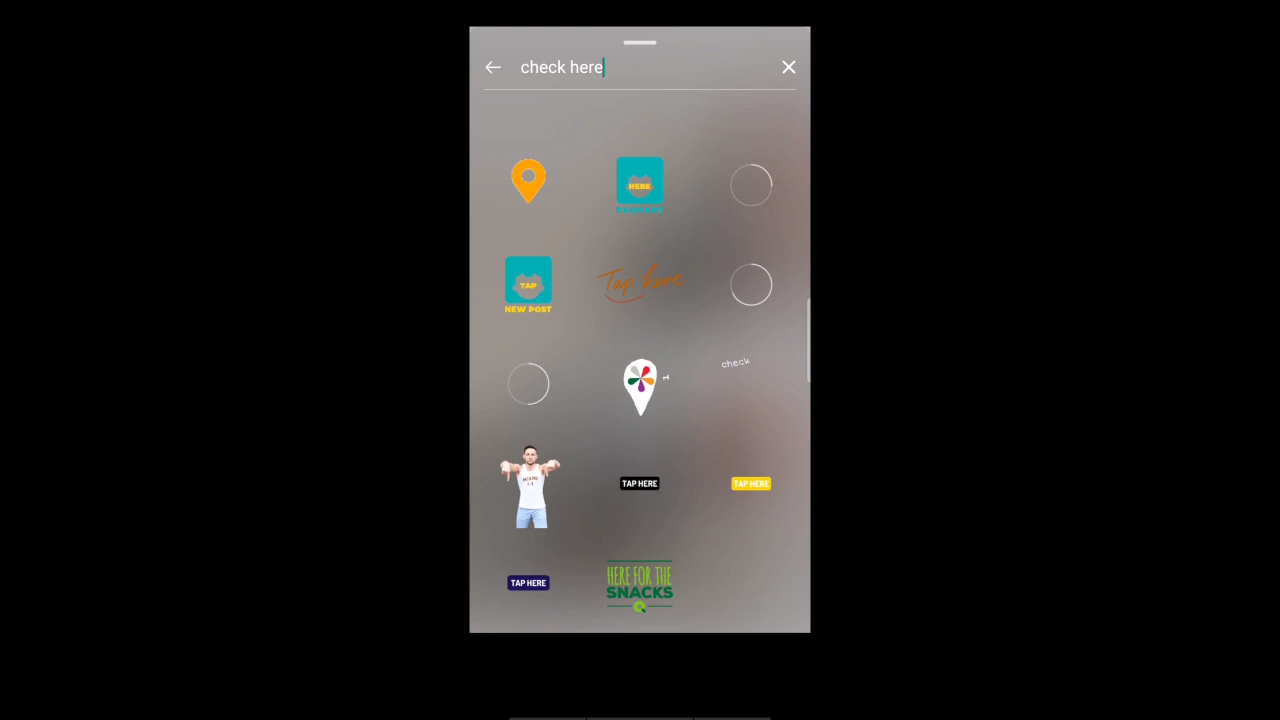 check here
HERE
TAP
NEW POST
Tap here
check
MIAMI
TAP HERE
TAP HERE
TAP HERE
HERE FOR THE
SNACKS